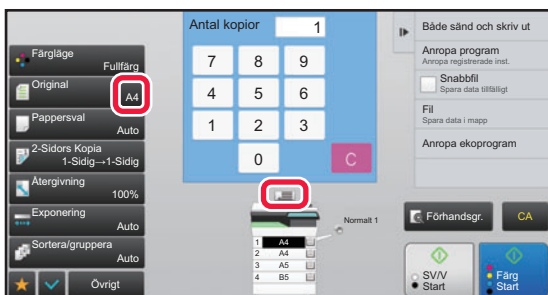 Antal kopior
1
Färgläge
Fullfärg
Original
A4
Pappersval
Auto
2-Sidors Kopia
1-Sidig→1-Sidig
Återgivning
100%
Exponering
Auto
Sortera/gruppera
Auto
Övrigt
7 8 9
4 5 6
1 2 3
0 C
Normalt 1
1 A4
2 A4
3 A5
4 B5
Både sänd och skriv ut
Anropa program
Anropa registrerade inst.
Snabbfil
Spara data tillfälligt
Fil
Spara data i mapp
Anropa ekoprogram
Förhandsgr. CA
SV/V
Start
Färg
Start